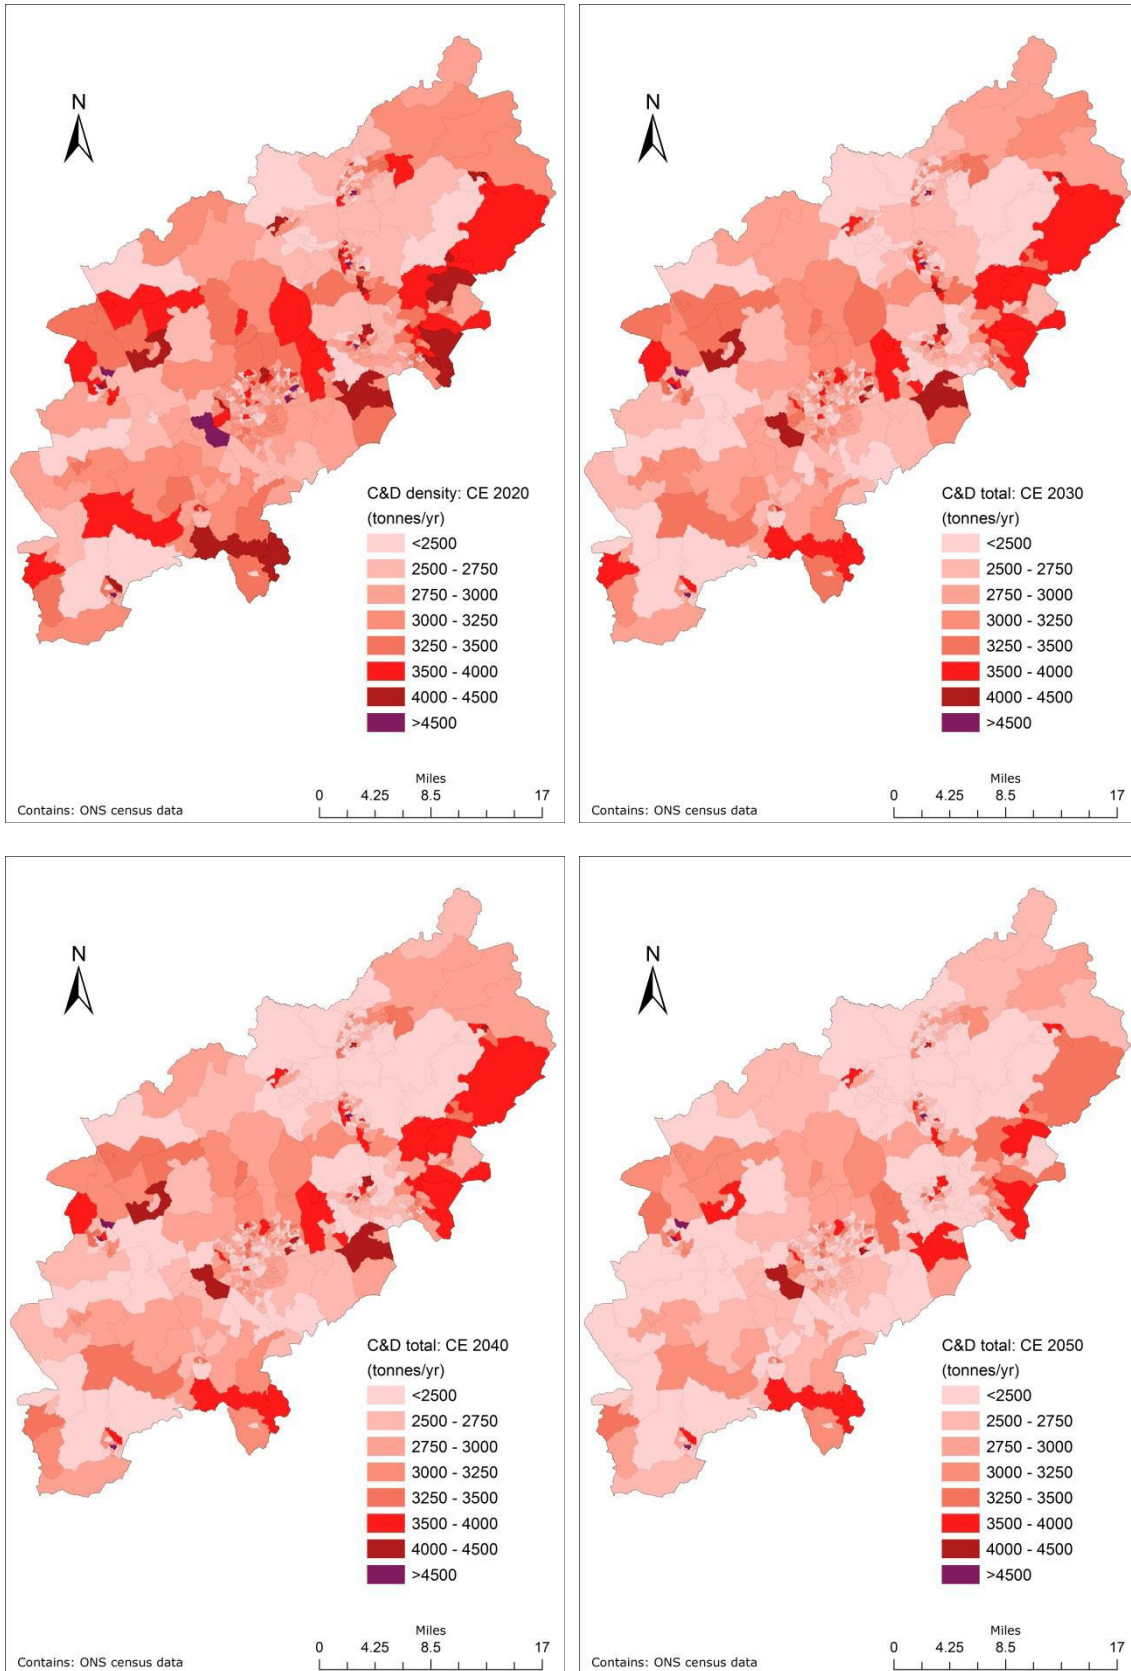 N
C&D density: CE 2020
(tonnes/yr)
<2500
2500 - 2750
2750 - 3000
3000 - 3250
3250 - 3500
3500 - 4000
4000 - 4500
>4500
Miles
0 4.25 8.5 17
Contains: ONS census data
N
C&D total: CE 2030
(tonnes/yr)
<2500
2500 - 2750
2750 - 3000
3000 - 3250
3250 - 3500
3500 - 4000
4000 - 4500
>4500
Miles
0 4.25 8.5 17
Contains: ONS census data
N
C&D total: CE 2040
(tonnes/yr)
<2500
2500 - 2750
2750 - 3000
3000 - 3250
3250 - 3500
3500 - 4000
4000 - 4500
>4500
Miles
0 4.25 8.5 17
Contains: ONS census data
N
C&D total: CE 2050
(tonnes/yr)
<2500
2500 - 2750
2750 - 3000
3000 - 3250
3250 - 3500
3500 - 4000
4000 - 4500
>4500
Miles
0 4.25 8.5 17
Contains: ONS census data